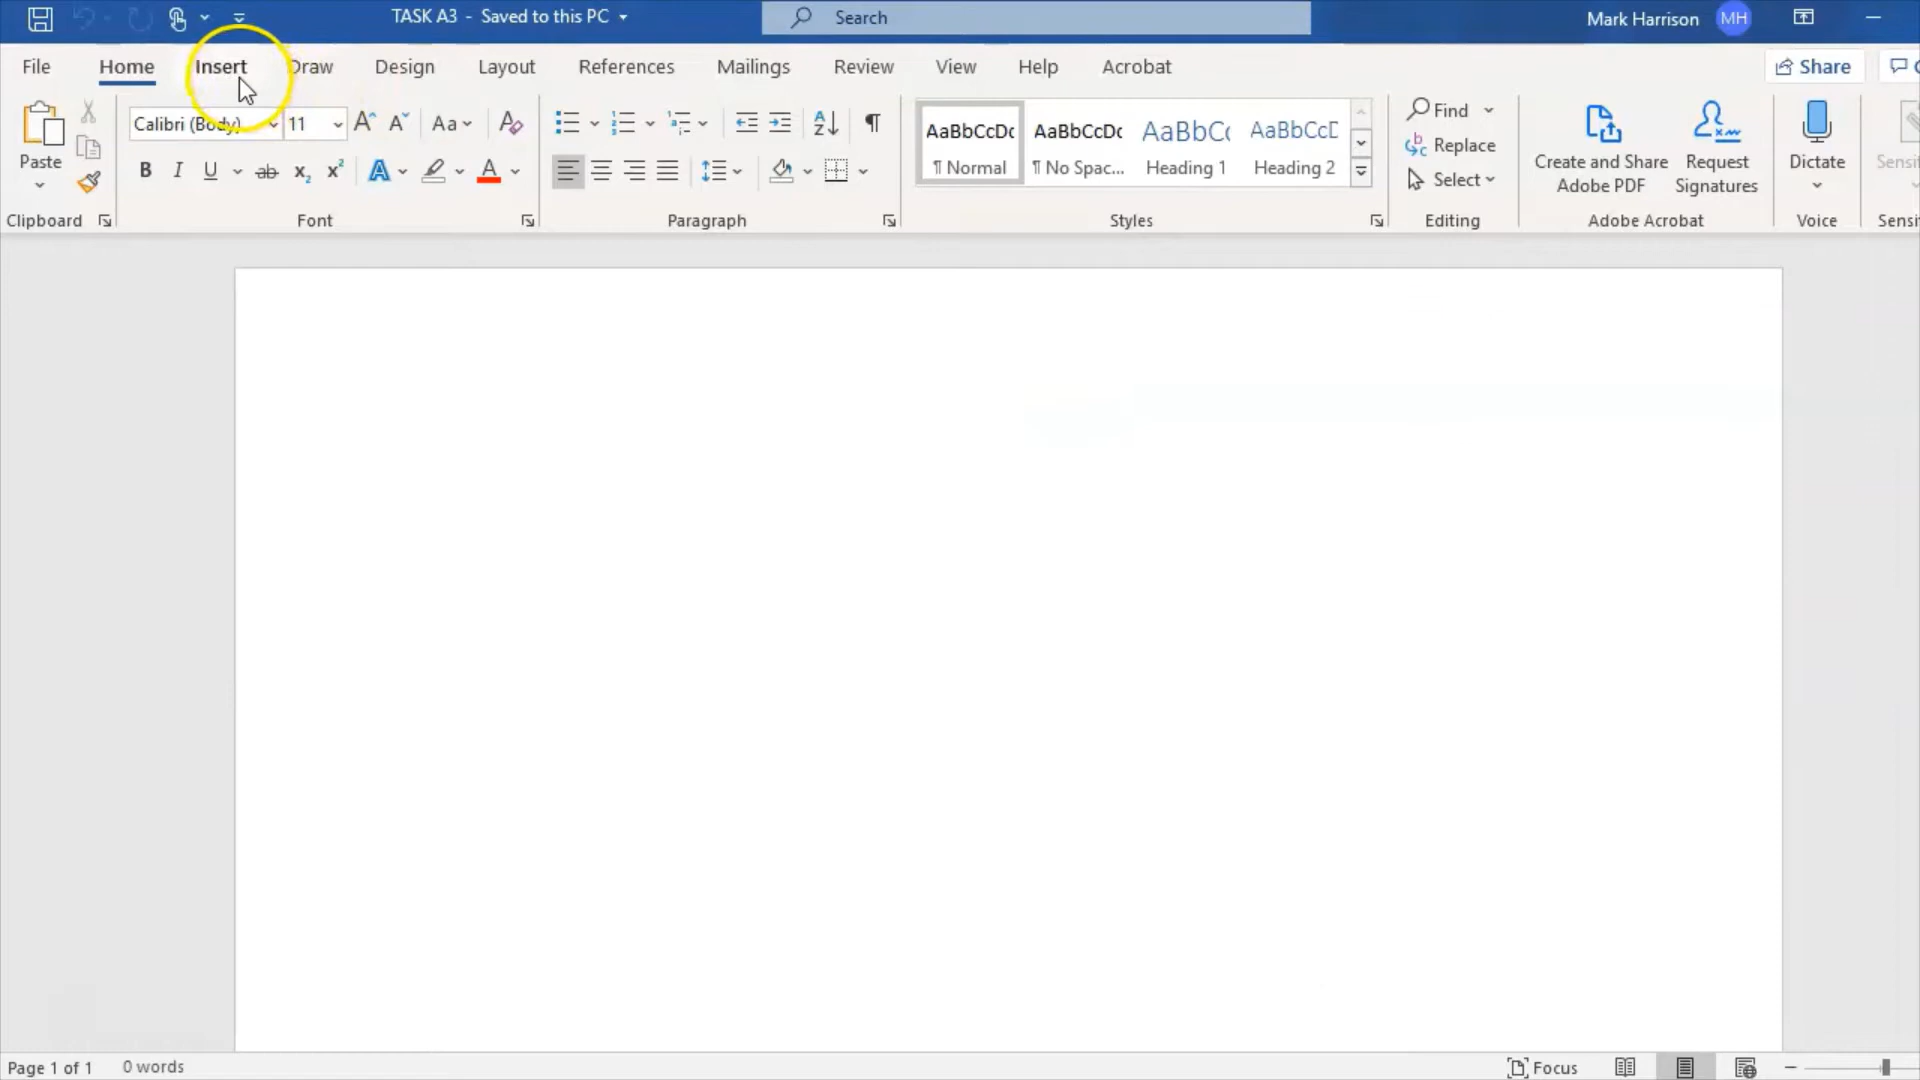 TASK A3 - Saved to this PC
Search
Mark Harrison
MH
File Home Insert Draw Design Layout References Mailings Review View Help Acrobat
Share
Calibri (Body) 11
Aa
AaBbCcDc AaBbCcDc AaBbCc AaBbCcD
¶ Normal ¶ No Spac... Heading 1 Heading 2
Find
Replace
Select
Paste
Create and Share
Adobe PDF
Request
Signatures
Dictate
Clipboard Font Paragraph Styles Editing Adobe Acrobat Voice
Page 1 of 1 0 words
Focus